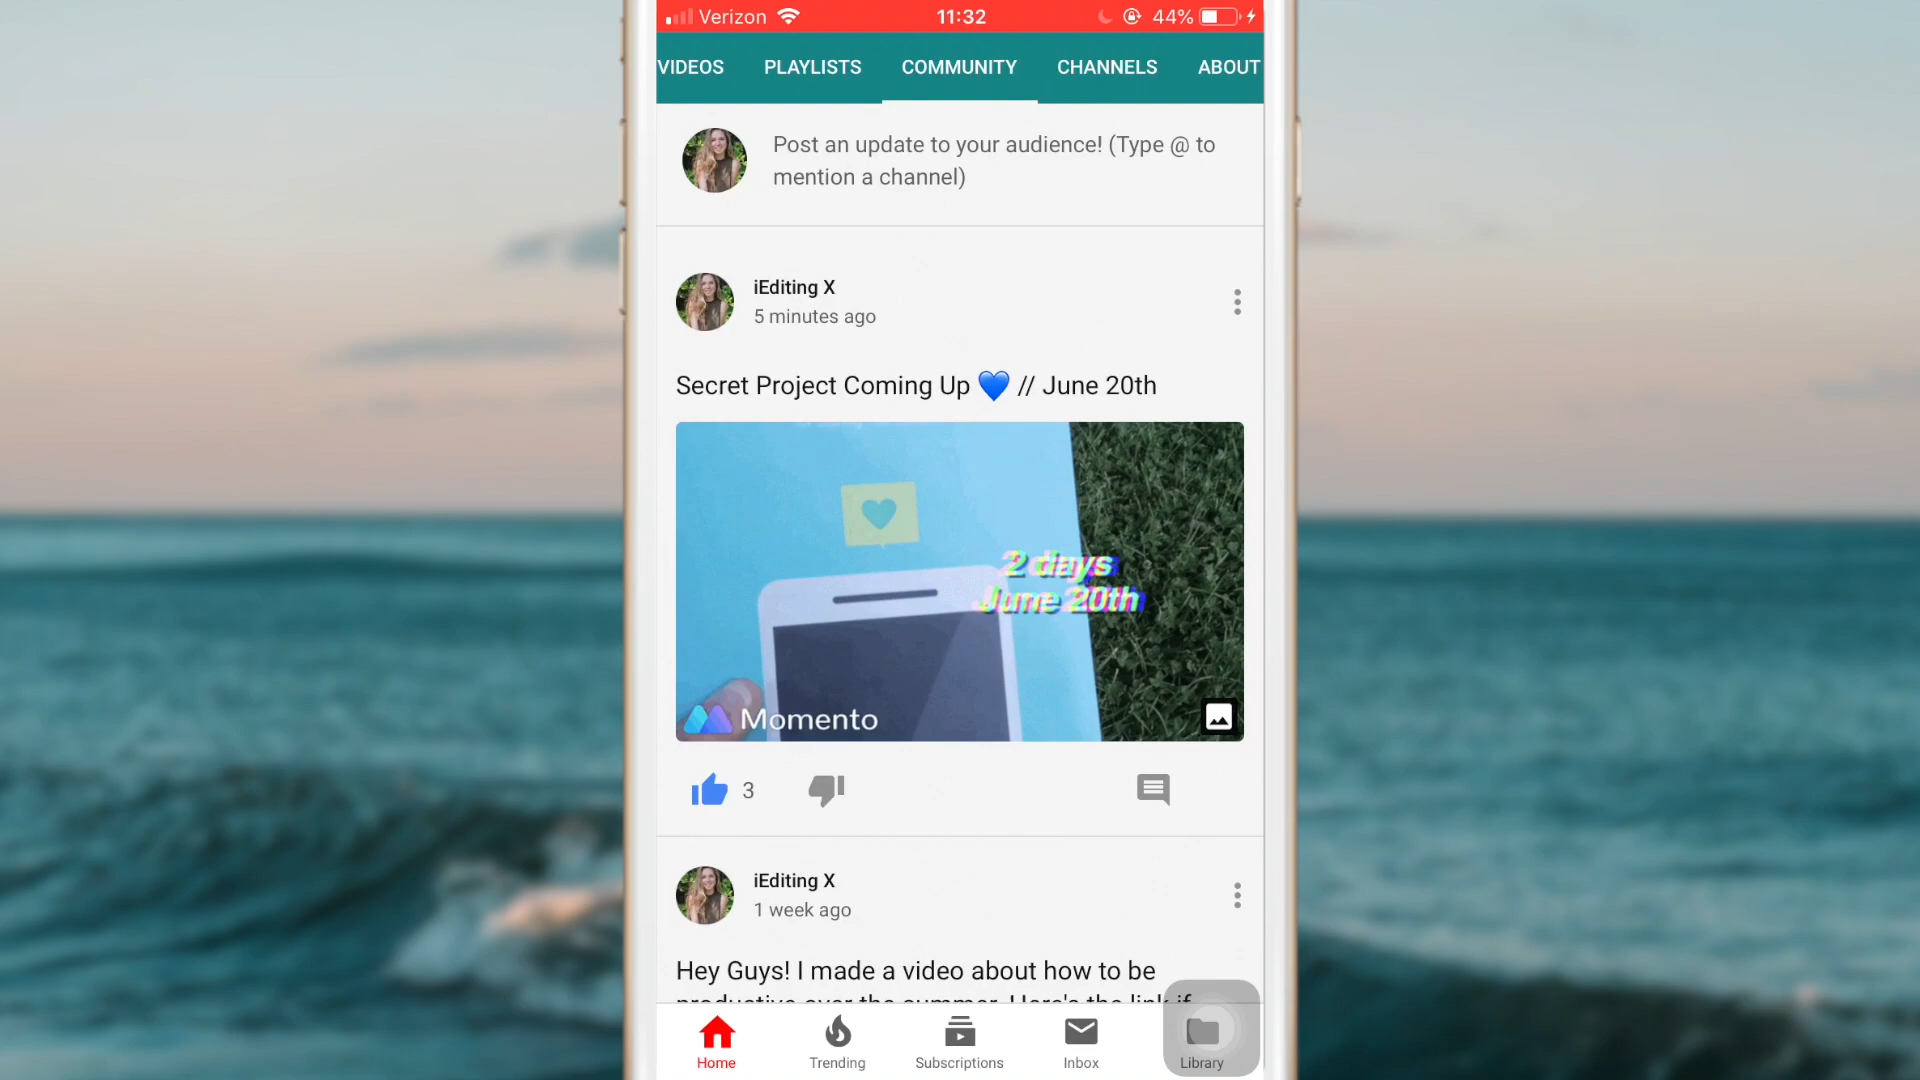 Verizon 11:32 44%
VIDEOS PLAYLISTS COMMUNITY CHANNELS ABOUT
Post an update to your audience! (Type @ to
mention a channel)
iEditing X
5 minutes ago
Secret Project Coming Up 💙 // June 20th
2 days
June 20th
Momento
3
iEditing X
1 week ago
Hey Guys! I made a video about how to be
productive over the summer. Here's the link if
Home Trending Subscriptions Inbox Library